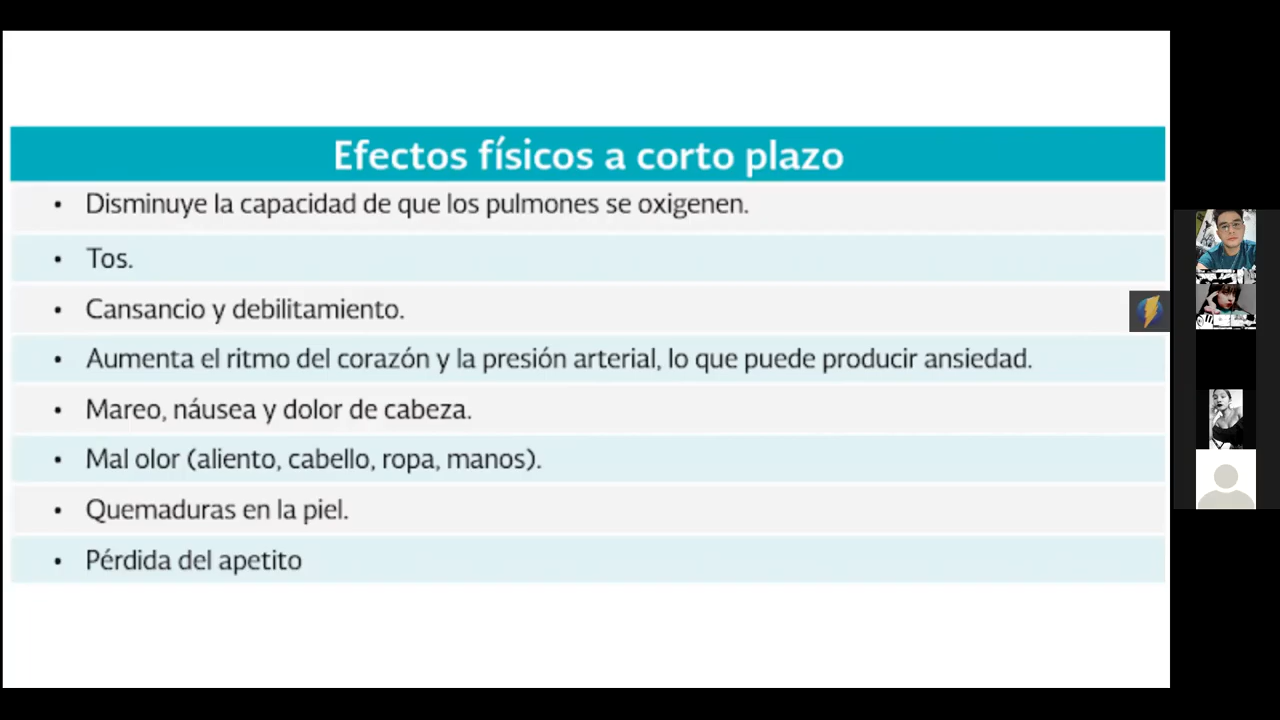 Efectos físicos a corto plazo
• Disminuye la capacidad de que los pulmones se oxigenen.
• Tos.
• Cansancio y debilitamiento.
• Aumenta el ritmo del corazón y la presión arterial, lo que puede producir ansiedad.
• Mareo, náusea y dolor de cabeza.
• Mal olor (aliento, cabello, ropa, manos).
• Quemaduras en la piel.
• Pérdida del apetito